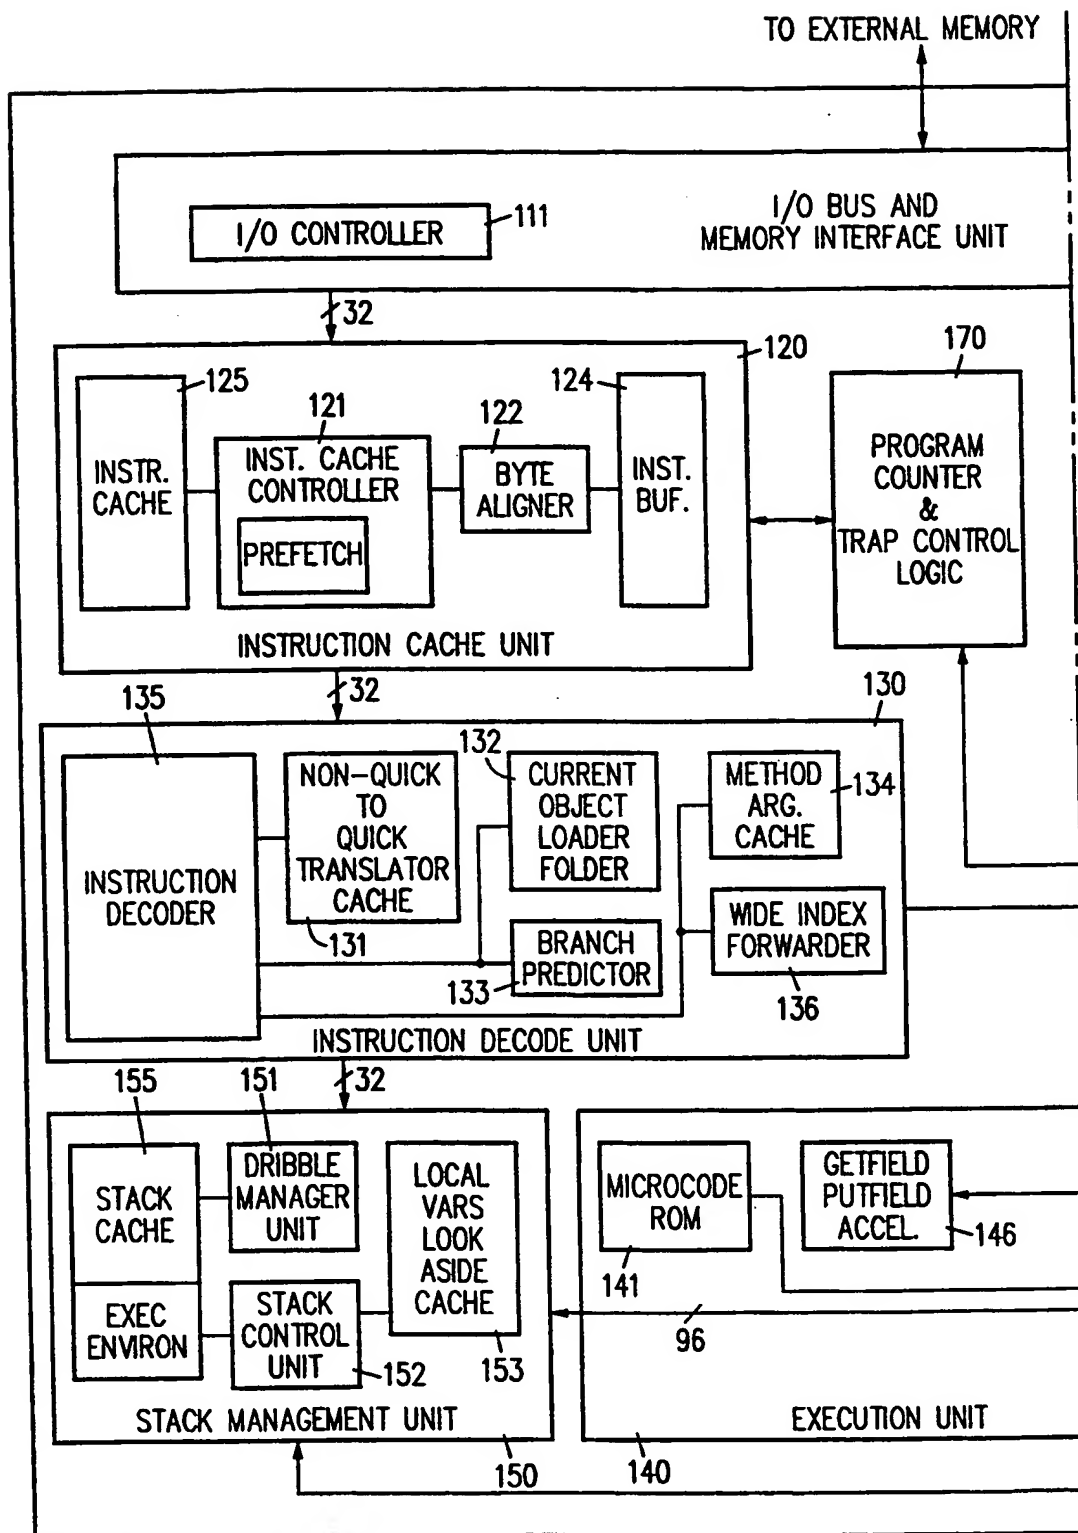 TO EXTERNAL MEMORY
I/O CONTROLLER
111
I/O BUS AND
MEMORY INTERFACE UNIT
32
120
170
125
121
122
124
INSTR.
CACHE
INST. CACHE
CONTROLLER
PREFETCH
BYTE
ALIGNER
INST.
BUF.
PROGRAM
COUNTER
&
TRAP CONTROL
LOGIC
INSTRUCTION CACHE UNIT
32
135
130
INSTRUCTION
DECODER
NON-QUICK
TO
QUICK
TRANSLATOR
CACHE
131
132
CURRENT
OBJECT
LOADER
FOLDER
METHOD
ARG.
CACHE
134
BRANCH
PREDICTOR
133
WIDE INDEX
FORWARDER
136
INSTRUCTION DECODE UNIT
32
155
151
STACK
CACHE
DRIBBLE
MANAGER
UNIT
LOCAL
VARS
LOOK
ASIDE
CACHE
153
EXEC
ENVIRON
STACK
CONTROL
UNIT
152
STACK MANAGEMENT UNIT
150
MICROCODE
ROM
141
GETFIELD
PUTFIELD
ACCEL.
146
96
EXECUTION UNIT
140